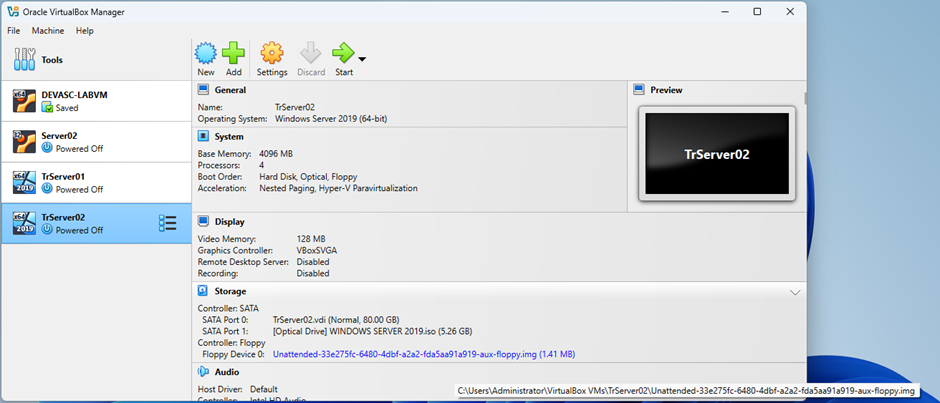 Oracle VirtualBox Manager
File Machine Help
Tools
New Add Settings Discard Start
x64
DEVASC-LABVM
Saved
32
Server02
Powered Off
x64
2019
TrServer01
Powered Off
x64
2019
TrServer02
Powered Off
General
Name: TrServer02
Operating System: Windows Server 2019 (64-bit)
System
Base Memory: 4096 MB
Processors: 4
Boot Order: Hard Disk, Optical, Floppy
Acceleration: Nested Paging, Hyper-V Paravirtualization
Preview
TrServer02
Display
Video Memory: 128 MB
Graphics Controller: VBoxSVGA
Remote Desktop Server: Disabled
Recording: Disabled
Storage
Controller: SATA
SATA Port 0: TrServer02.vdi (Normal, 80.00 GB)
SATA Port 1: [Optical Drive] WINDOWS SERVER 2019.iso (5.26 GB)
Controller: Floppy
Floppy Device 0: Unattended-33e275fc-6480-4dbf-a2a2-fda5aa91a919-aux-floppy.img (1.41 MB)
Audio
Host Driver: Default
Controller: Intel HD Audio
C:\Users\Administrator\VirtualBox VMs\TrServer02\Unattended-33e275fc-6480-4dbf-a2a2-fda5aa91a919-aux-floppy.img